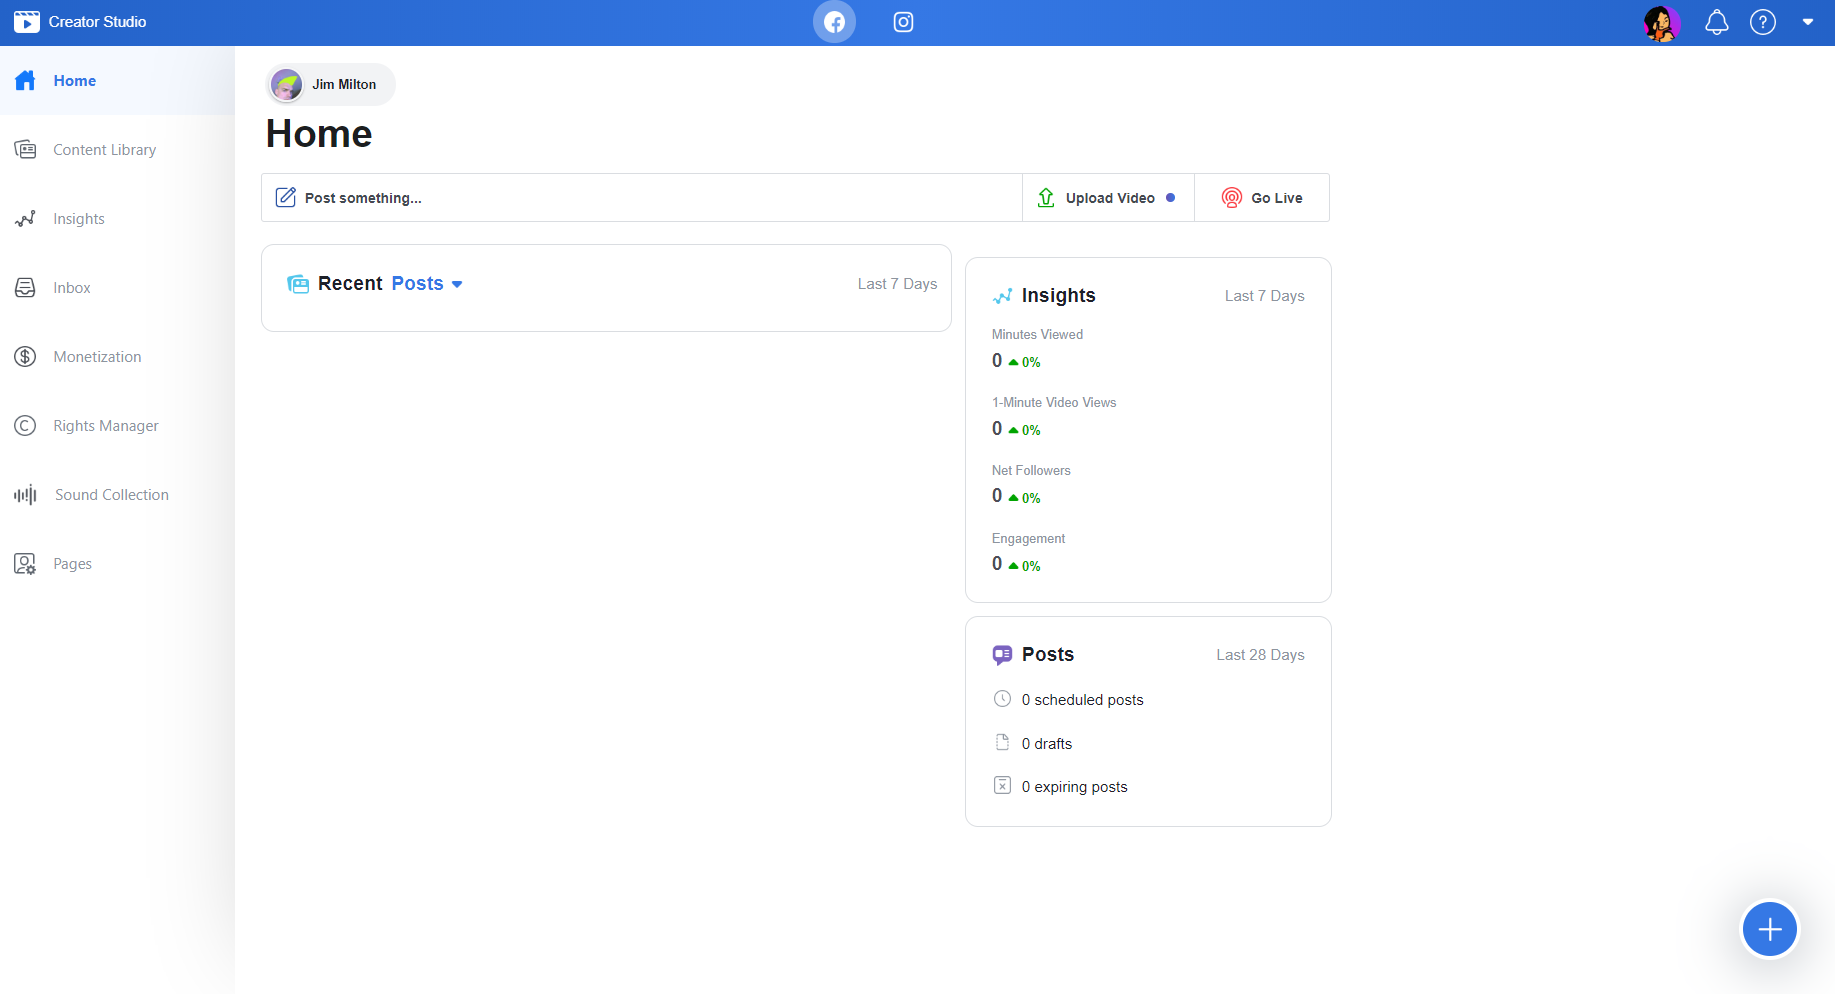 Creator Studio
Home
Content Library
Insights
Inbox
Monetization
Rights Manager
Sound Collection
Pages
Jim Milton
Home
Post something...
Upload Video
Go Live
Recent Posts
Last 7 Days
Insights
Last 7 Days
Minutes Viewed
0 0%
1-Minute Video Views
0 0%
Net Followers
0 0%
Engagement
0 0%
Posts
Last 28 Days
0 scheduled posts
0 drafts
0 expiring posts